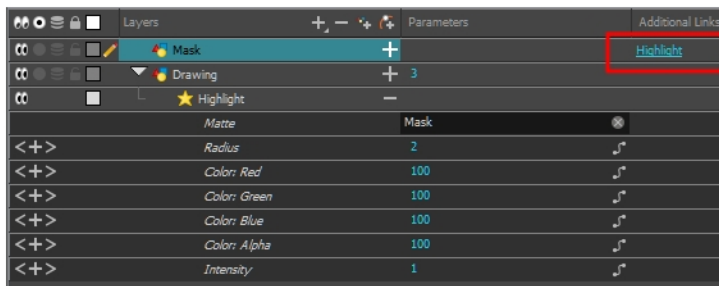 Layers Parameters Additional Links
Mask Highlight
Drawing 3
Highlight
Matte Mask
<+> Radius 2
<+> Color: Red 100
<+> Color: Green 100
<+> Color: Blue 100
<+> Color: Alpha 100
<+> Intensity 1